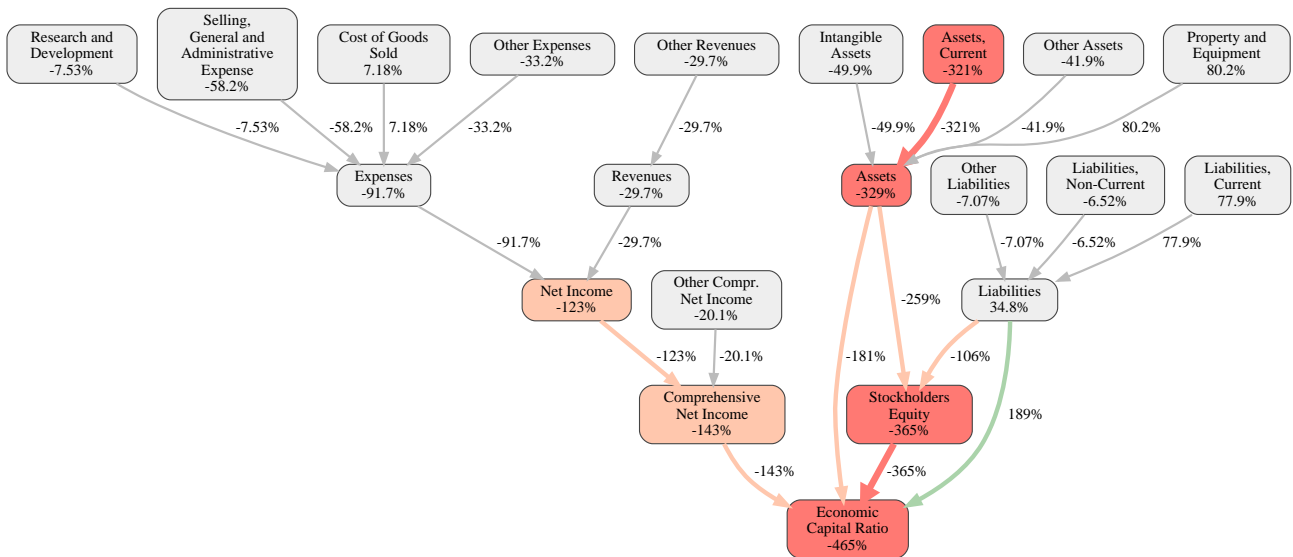 Research and
Development
-7.53%
Selling,
General and
Administrative
Expense
-58.2%
Cost of Goods
Sold
7.18%
Other Expenses
-33.2%
Other Revenues
-29.7%
Intangible
Assets
-49.9%
Assets,
Current
-321%
Other Assets
-41.9%
Property and
Equipment
80.2%
-7.53%
-58.2%
7.18%
-33.2%
-29.7%
-49.9%
-321%
-41.9%
80.2%
Expenses
-91.7%
Revenues
-29.7%
Assets
-329%
Other
Liabilities
-7.07%
Liabilities,
Non-Current
-6.52%
Liabilities,
Current
77.9%
-91.7%
-29.7%
-7.07%
-6.52%
77.9%
Net Income
-123%
Other Compr.
Net Income
-20.1%
-259%
Liabilities
34.8%
-123%
-20.1%
-181%
-106%
Comprehensive
Net Income
-143%
Stockholders
Equity
-365%
189%
-143%
-365%
Economic
Capital Ratio
-465%